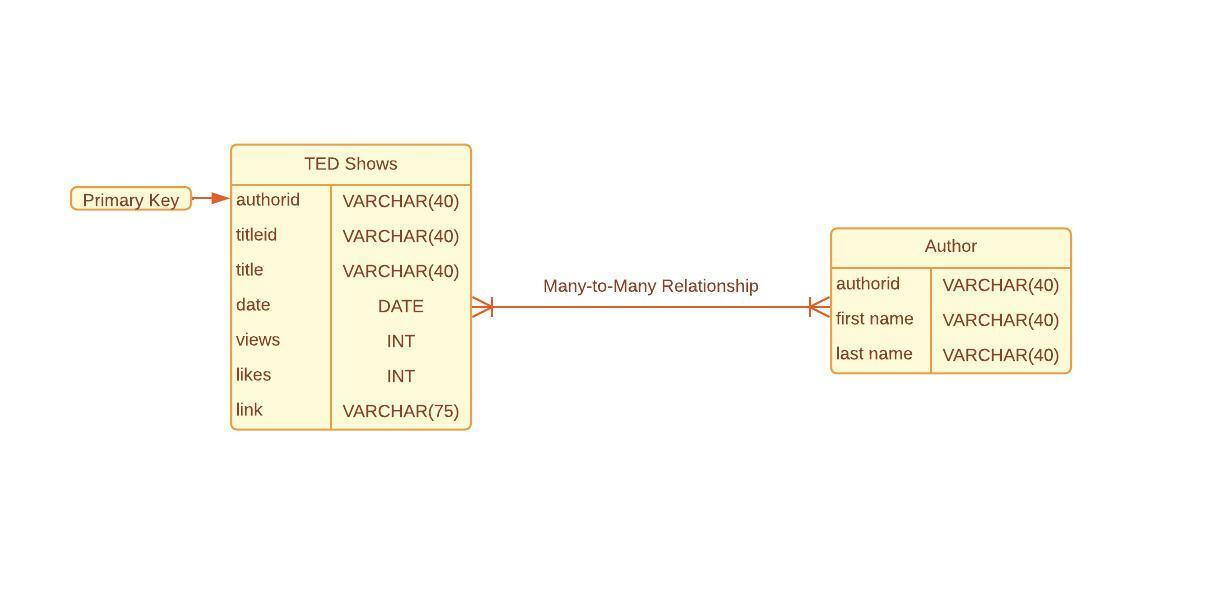 TED Shows
Primary Key
authorid VARCHAR(40)
titleid VARCHAR(40)
title VARCHAR(40)
date DATE
views INT
likes INT
link VARCHAR(75)
Many-to-Many Relationship
Author
authorid VARCHAR(40)
first name VARCHAR(40)
last name VARCHAR(40)